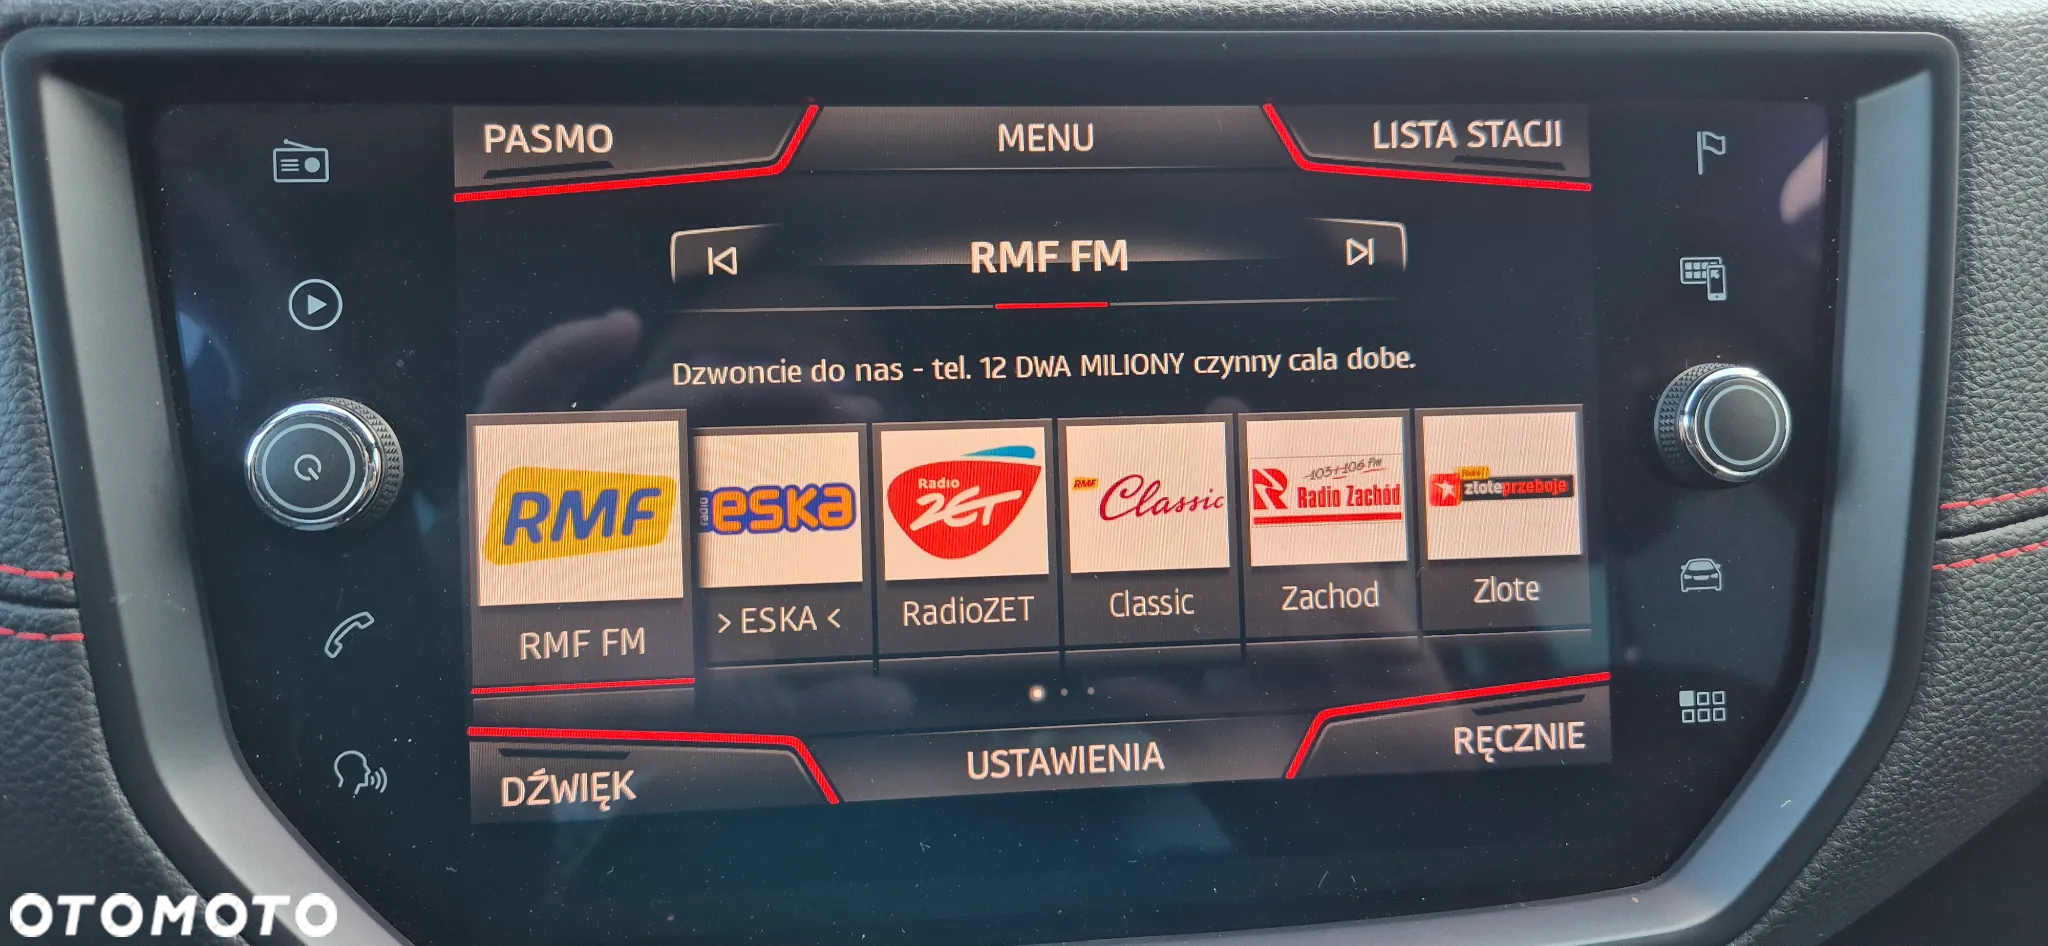 PASMO
MENU
LISTA STACJI
RMF FM
Dzwoncie do nas - tel. 12 DWA MILIONY czynny cala dobe.
RMF
radio eska
Radio ZET
RMF Classic
103+106 FM
Radio Zachód
złoteprzeboje
RMF FM
> ESKA <
RadioZET
Classic
Zachod
Zlote
DŹWIĘK
USTAWIENIA
RĘCZNIE
OTOMOTO